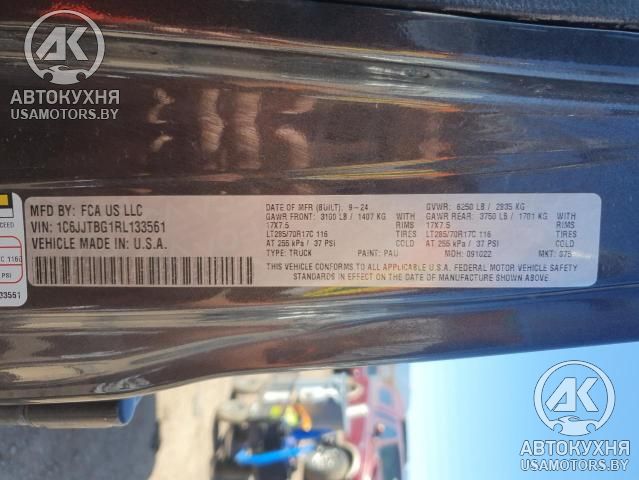 AK
АВТОКУХНЯ
USAMOTORS.BY
MFD BY: FCA US LLC
VIN: 1C6JJTBG1RL133561
VEHICLE MADE IN U.S.A.
DATE OF MFR (BUILT): 9-24
GVWR: 6250 LB / 2835 KG
GAWR FRONT: 3100 LB / 1407 KG WITH
GAWR REAR: 3750 LB / 1701 KG WITH
17X7.5 RIMS
17X7.5 RIMS
LT285/70R17C 116 TIRES
LT285/70R17C 116 TIRES
AT 255 kPa / 37 PSI COLD
AT 255 kPa / 37 PSI COLD
TYPE: TRUCK PAINT: PAU MDH: 091022 MKT:
THIS VEHICLE CONFORMS TO ALL APPLICABLE U.S.A. FEDERAL MOTOR VEHICLE SAFETY
STANDARDS IN EFFECT ON THE DATE OF MANUFACTURE SHOWN ABOVE.
PSI
133561
AK
АВТОКУХНЯ
USAMOTORS.BY